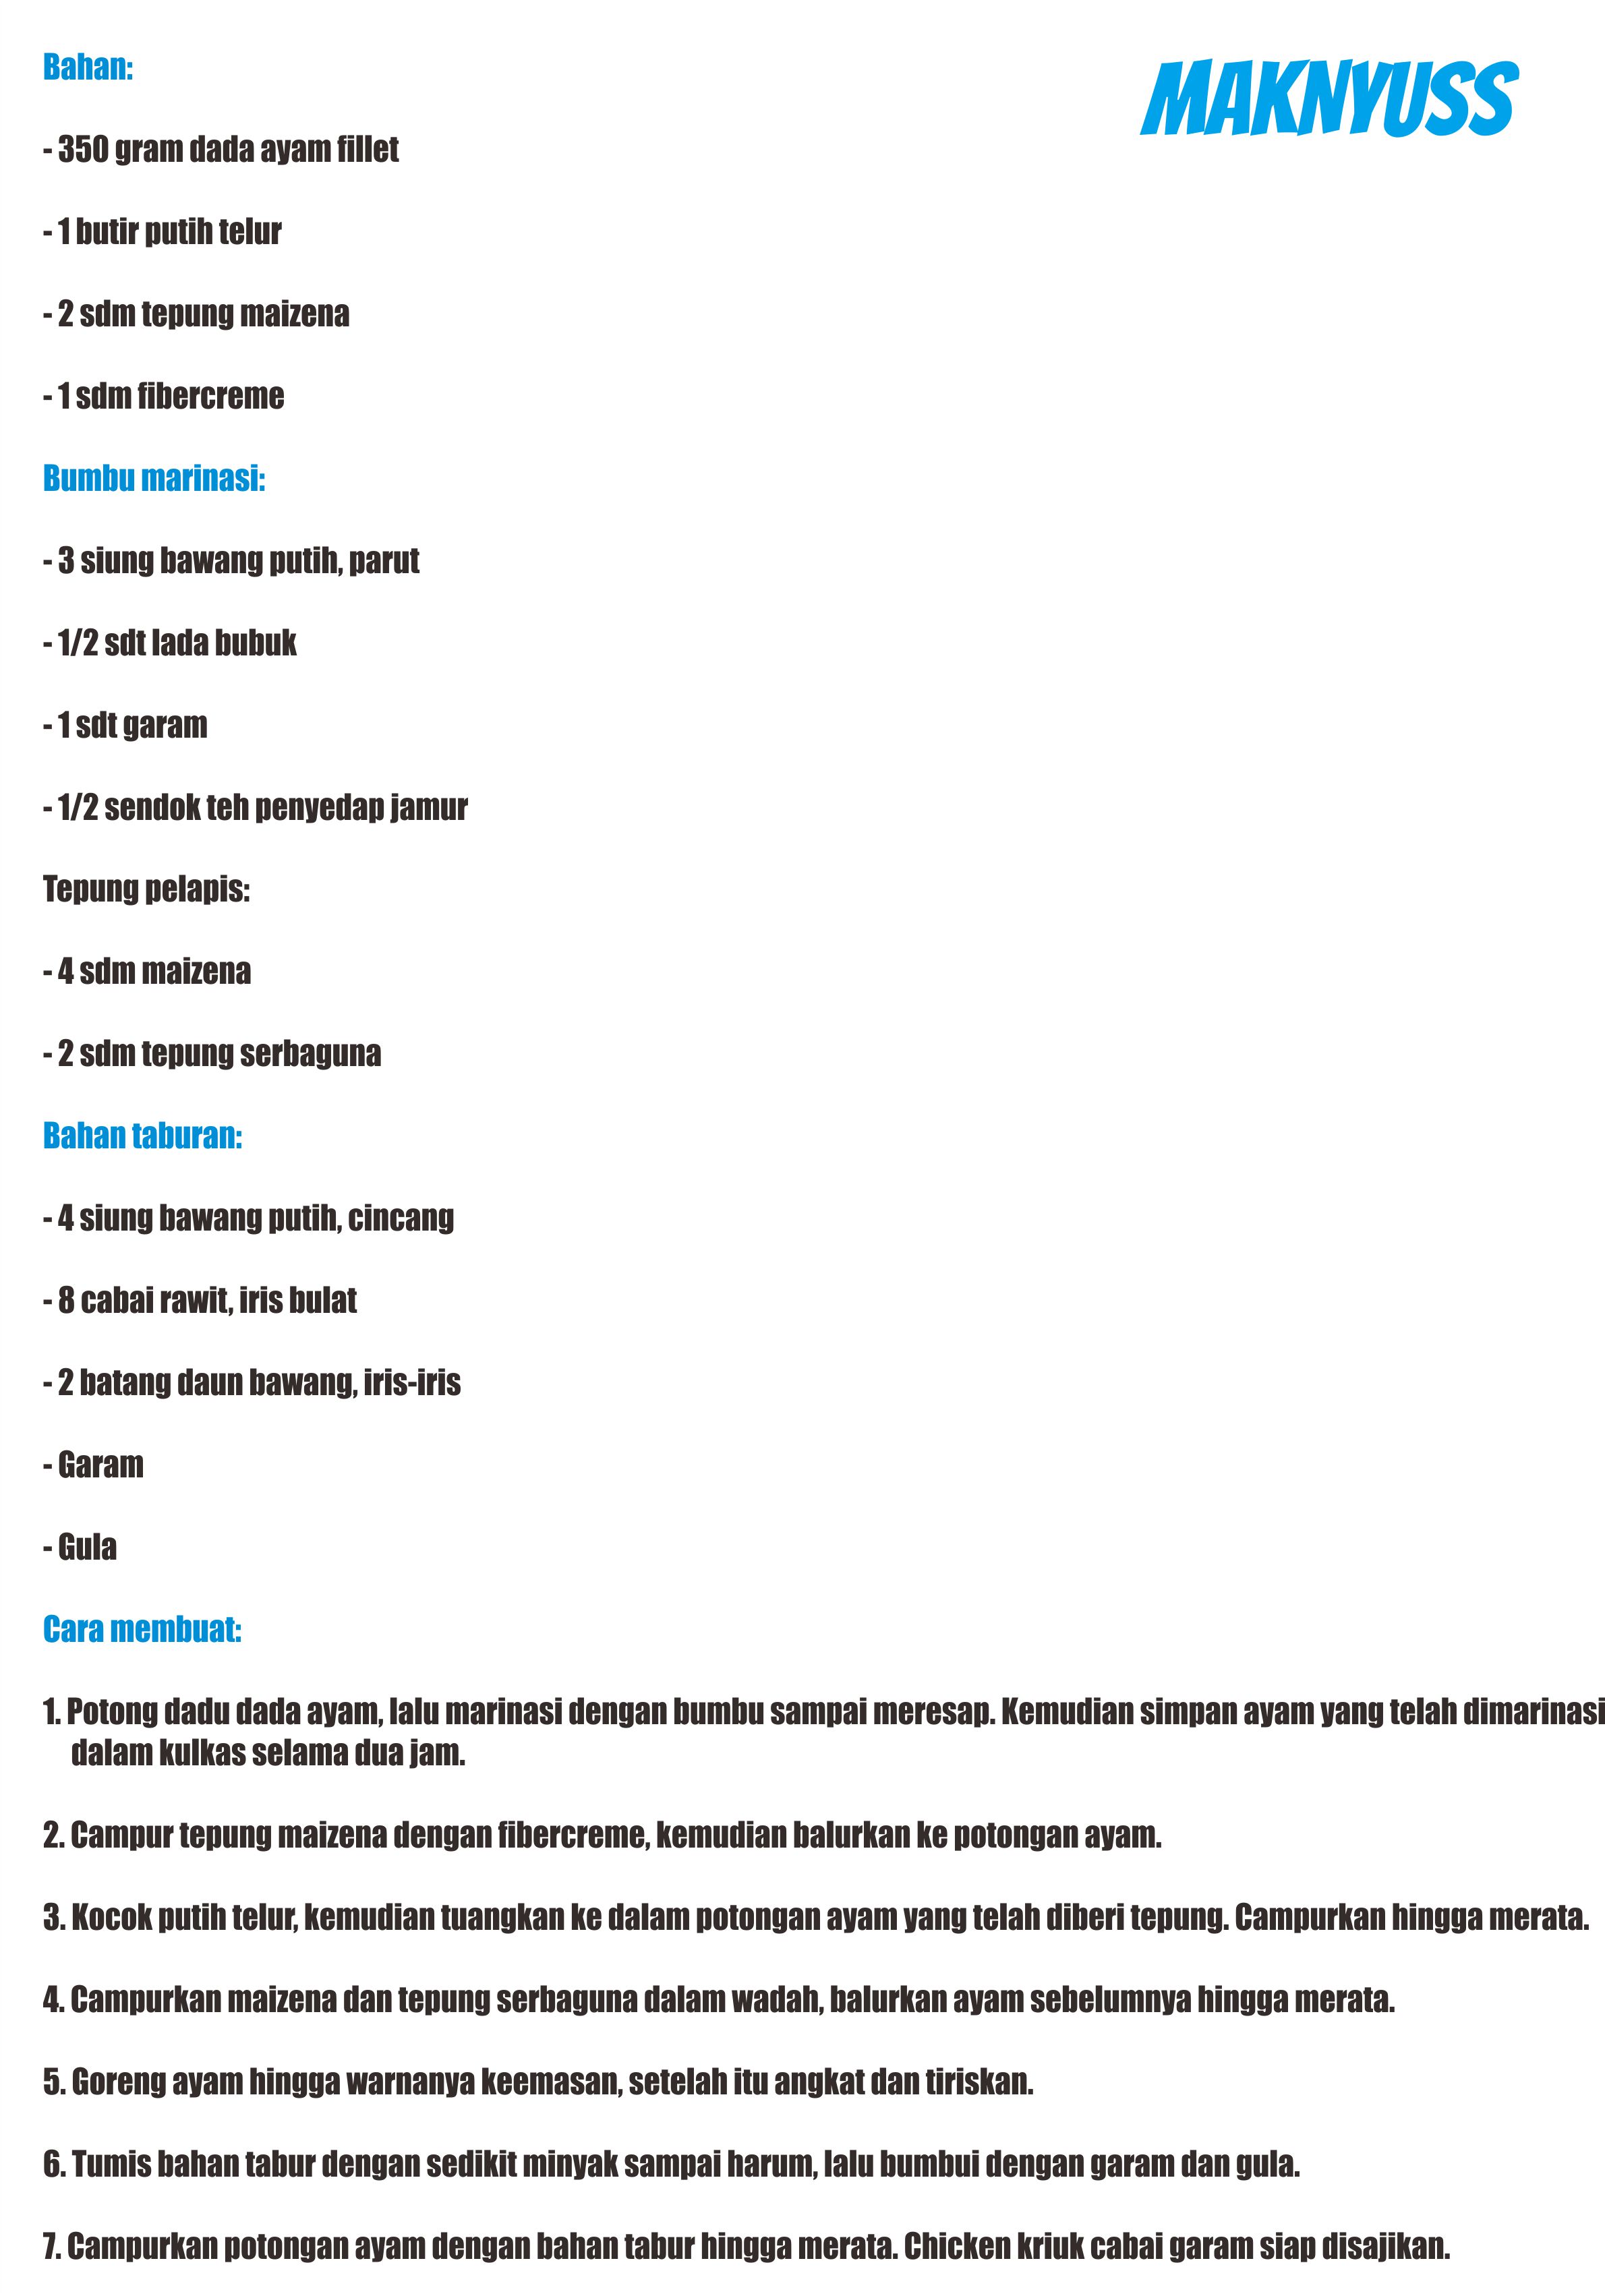 Bahan:
MAKNYUSS
- 350 gram dada ayam fillet
- 1 butir putih telur
- 2 sdm tepung maizena
- 1 sdm fibercreme
Bumbu marinasi:
- 3 siung bawang putih, parut
- 1/2 sdt lada bubuk
- 1 sdt garam
- 1/2 sendok teh penyedap jamur
Tepung pelapis:
- 4 sdm maizena
- 2 sdm tepung serbaguna
Bahan taburan:
- 4 siung bawang putih, cincang
- 8 cabai rawit, iris bulat
- 2 batang daun bawang, iris-iris
- Garam
- Gula
Cara membuat:
1. Potong dadu dada ayam, lalu marinasi dengan bumbu sampai meresap. Kemudian simpan ayam yang telah dimarinasi
dalam kulkas selama dua jam.
2. Campur tepung maizena dengan fibercreme, kemudian balurkan ke potongan ayam.
3. Kocok putih telur, kemudian tuangkan ke dalam potongan ayam yang telah diberi tepung. Campurkan hingga merata.
4. Campurkan maizena dan tepung serbaguna dalam wadah, balurkan ayam sebelumnya hingga merata.
5. Goreng ayam hingga warnanya keemasan, setelah itu angkat dan tiriskan.
6. Tumis bahan tabur dengan sedikit minyak sampai harum, lalu bumbui dengan garam dan gula.
7. Campurkan potongan ayam dengan bahan tabur hingga merata. Chicken kriuk cabai garam siap disajikan.